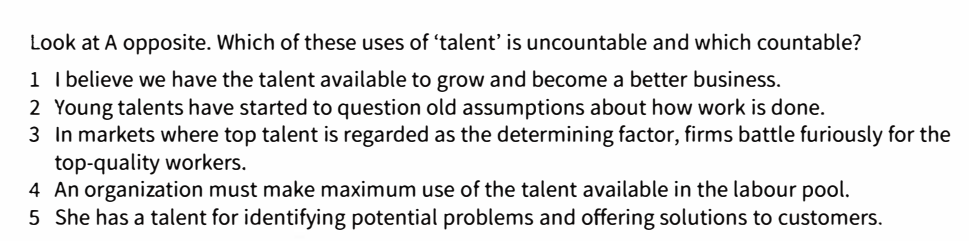 Look at A opposite. Which of these uses of ‘talent’ is uncountable and which countable?
1 I believe we have the talent available to grow and become a better business.
2 Young talents have started to question old assumptions about how work is done.
3 In markets where top talent is regarded as the determining factor, firms battle furiously for the
top-quality workers.
4 An organization must make maximum use of the talent available in the labour pool.
5 She has a talent for identifying potential problems and offering solutions to customers.